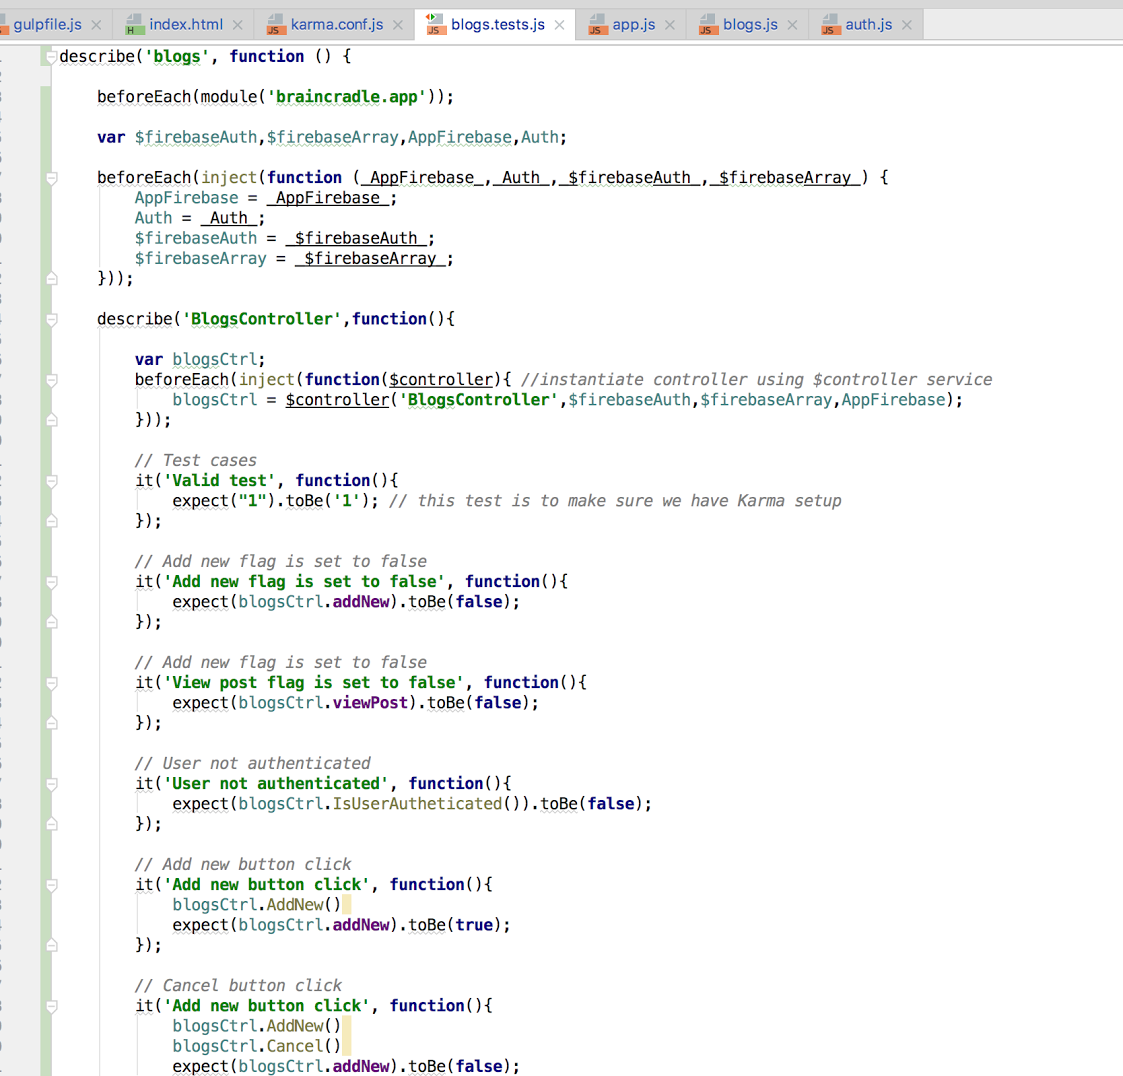 gulpfile.js × index.html × karma.conf.js × blogs.tests.js × app.js × blogs.js × auth.js ×
describe('blogs', function () {
beforeEach(module('braincradle.app'));
var $firebaseAuth,$firebaseArray,AppFirebase,Auth;
beforeEach(inject(function (_AppFirebase_,_Auth_,_$firebaseAuth_,_$firebaseArray_) {
AppFirebase = _AppFirebase_;
Auth = _Auth_;
$firebaseAuth = _$firebaseAuth_;
$firebaseArray = _$firebaseArray_;
}));
describe('BlogsController',function(){
var blogsCtrl;
beforeEach(inject(function($controller){ //instantiate controller using $controller service
blogsCtrl = $controller('BlogsController',$firebaseAuth,$firebaseArray,AppFirebase);
}));
// Test cases
it('Valid test', function(){
expect("1").toBe('1'); // this test is to make sure we have Karma setup
});
// Add new flag is set to false
it('Add new flag is set to false', function(){
expect(blogsCtrl.addNew).toBe(false);
});
// Add new flag is set to false
it('View post flag is set to false', function(){
expect(blogsCtrl.viewPost).toBe(false);
});
// User not authenticated
it('User not authenticated', function(){
expect(blogsCtrl.IsUserAutheticated()).toBe(false);
});
// Add new button click
it('Add new button click', function(){
blogsCtrl.AddNew()
expect(blogsCtrl.addNew).toBe(true);
});
// Cancel button click
it('Add new button click', function(){
blogsCtrl.AddNew()
blogsCtrl.Cancel()
expect(blogsCtrl.addNew).toBe(false);